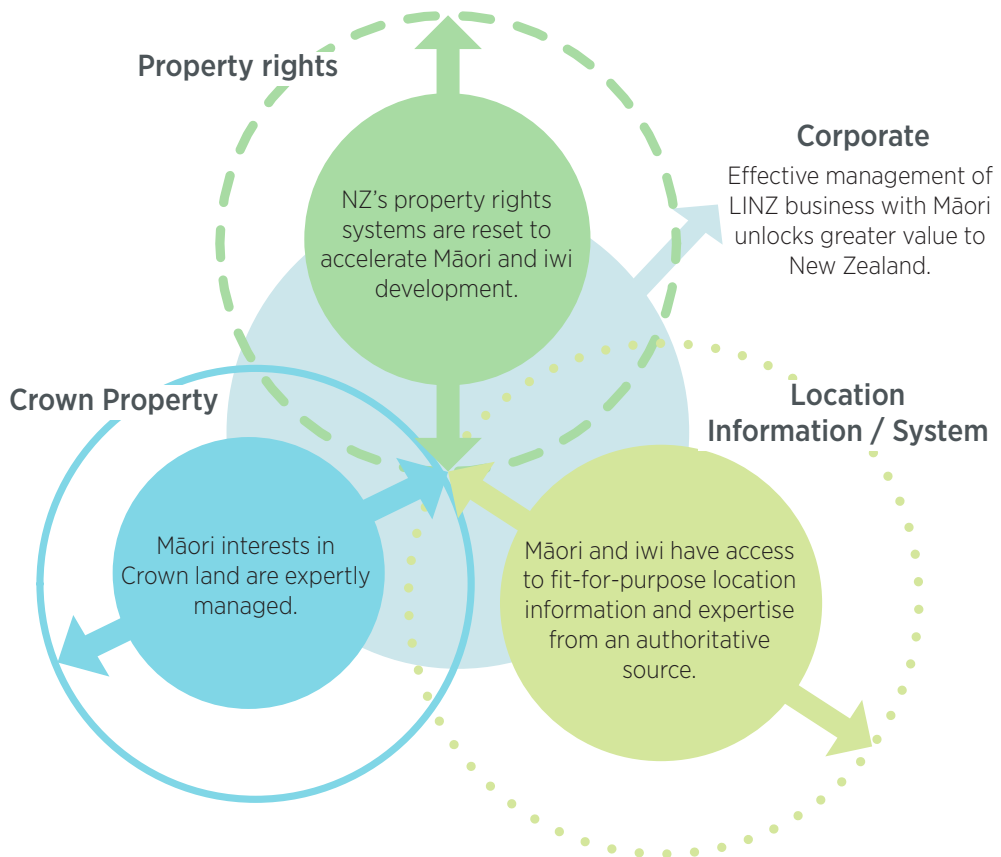 Property rights
NZ’s property rights
systems are reset to
accelerate Māori and iwi
development.
Corporate
Effective management of
LINZ business with Māori
unlocks greater value to
New Zealand.
Crown Property
Māori interests in
Crown land are expertly
managed.
Location
Information / System
Māori and iwi have access
to fit-for-purpose location
information and expertise
from an authoritative
source.